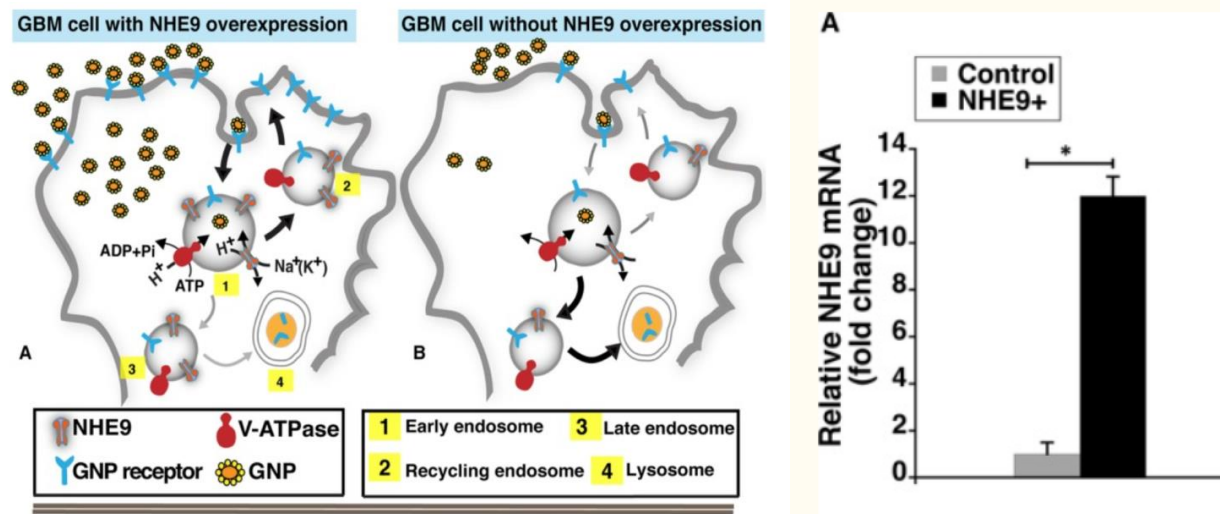 GBM cell with NHE9 overexpression
GBM cell without NHE9 overexpression
ADP+Pi
H⁺
ATP
H⁺
Na⁺(K⁺)
1
2
3
4
A
B
NHE9
V-ATPase
GNP receptor
GNP
1 Early endosome
3 Late endosome
2 Recycling endosome
4 Lysosome
A
Control
NHE9+
Relative NHE9 mRNA
(fold change)
14
12
10
8
6
4
2
0
*